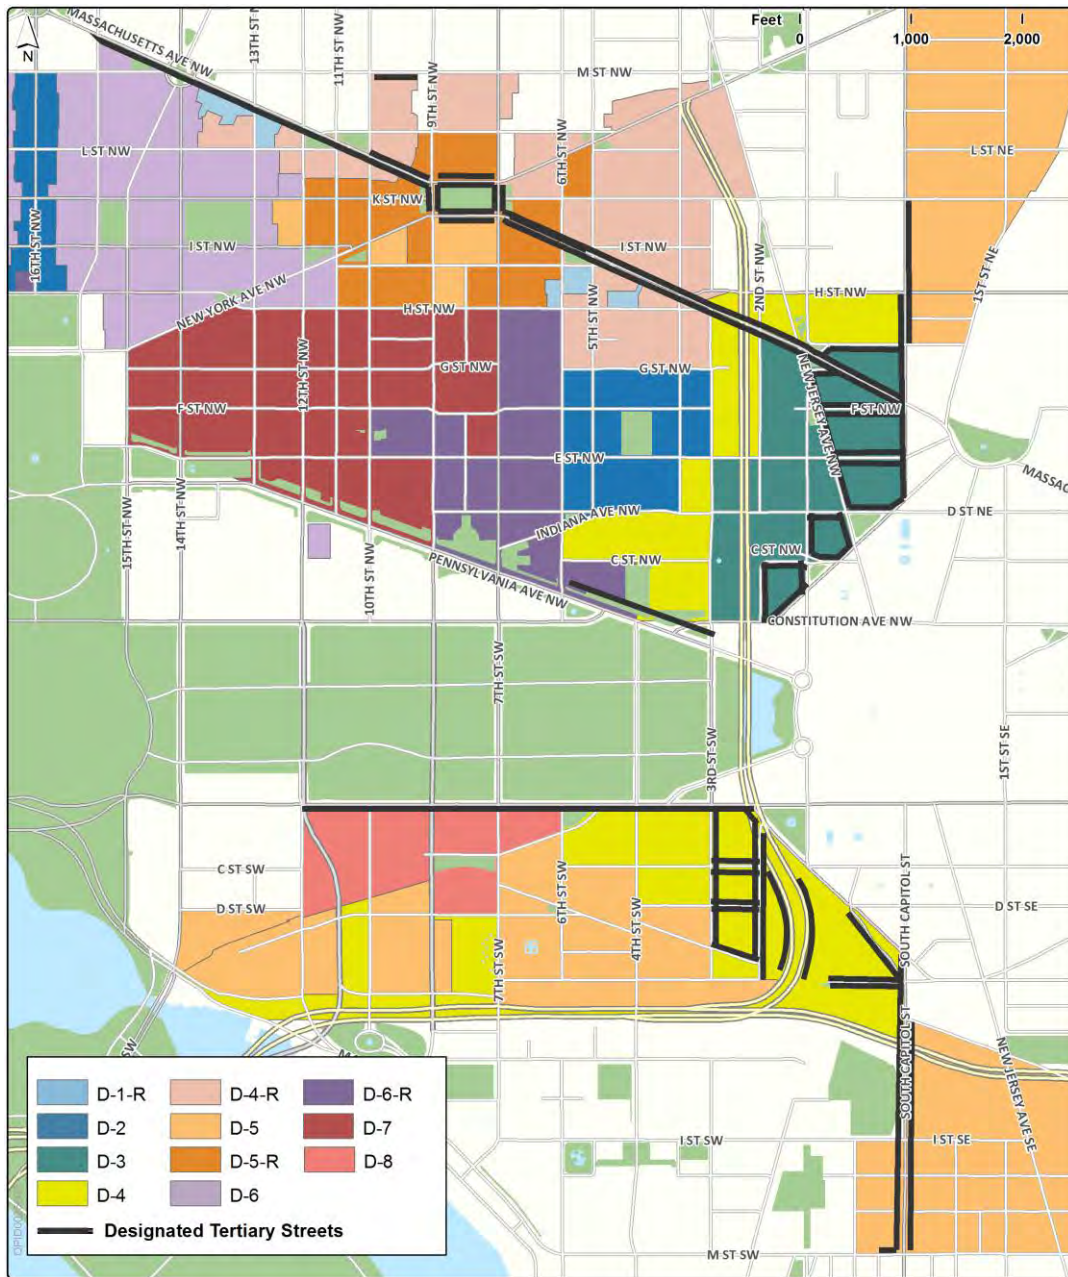 MASSACHUSETTS AVE NW
13TH ST N
11TH ST NW
9TH ST NW
Feet
0
1,000
2,000
N
M ST NW
L ST NW
6TH ST NW
L ST NE
K ST NW
16TH ST NW
I ST NW
I ST NW
2ND ST NW
1ST ST NE
NEW YORK AVE NW
H ST NW
H ST NW
5TH ST NW
12TH ST NW
G ST NW
G ST NW
NEW JERSEY AVE NW
F ST NW
F ST NW
E ST NW
MASSAC
15TH ST NW
14TH ST NW
INDIANA AVE NW
D ST NE
10TH ST NW
PENNSYLVANIA AVE NW
C ST NW
C ST NW
CONSTITUTION AVE NW
7TH ST SW
3RD ST SW
1ST ST SE
C ST SW
6TH ST SW
4TH ST SW
SOUTH CAPITOL ST
D ST SW
D ST SE
7TH ST SW
SW
M
SOUTH CAPITOL ST
NEW JERSEY AVE SE
I ST SW
I ST SE
M ST SW
D-1-R
D-4-R
D-6-R
D-2
D-5
D-7
D-3
D-5-R
D-8
D-4
D-6
Designated Tertiary Streets